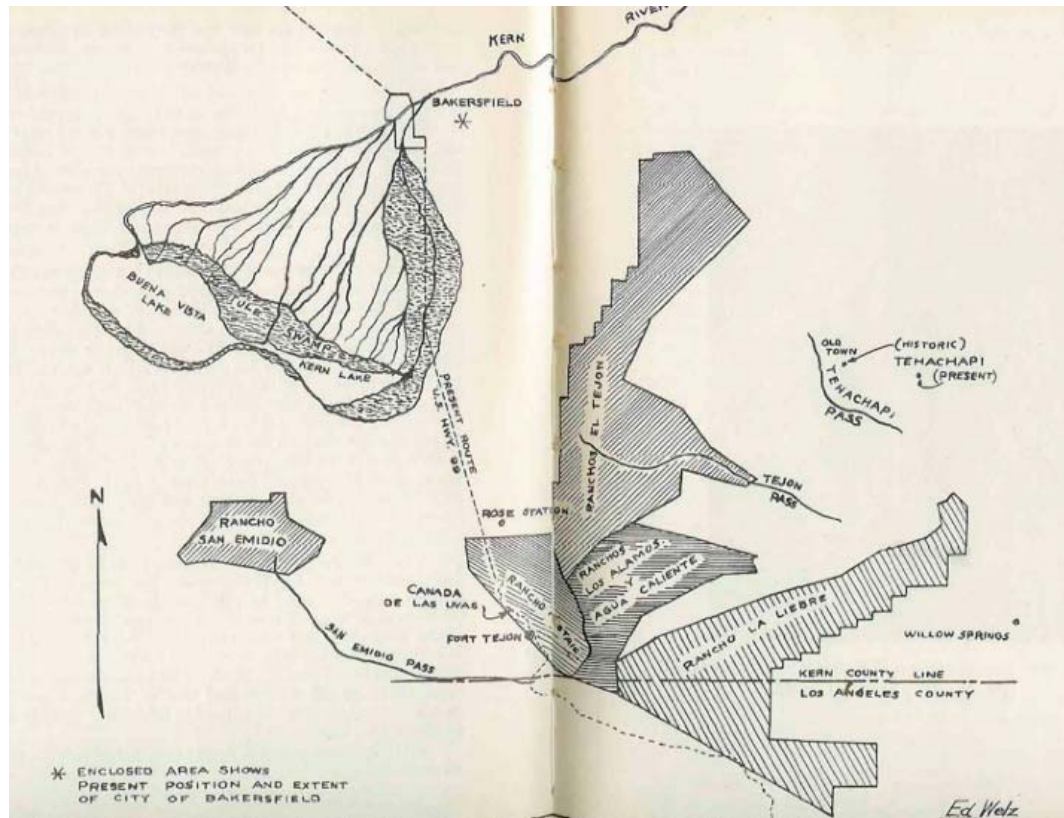 KERN
RIVER
BAKERSFIELD
*
BUENA VISTA
LAKE
TULE
SWAMP
KERN LAKE
PRESENT ROUTE
U.S. HWY. 99
OLD
TOWN
(HISTORIC)
TEHACHAPI
(PRESENT)
TEHACHAPI
PASS
RANCHOS EL TEJON
TEJON
PASS
N
RANCHO
SAN EMIDIO
ROSE STATION
RANCHOS
LOS ALAMOS
Y
AGUA CALIENTE
RANCHO
CANADA
DE LAS UVAS
FORT TEJON
SAN EMIDIO PASS
RANCHO LA LIEBRE
WILLOW SPRINGS
KERN COUNTY LINE
LOS ANGELES COUNTY
* ENCLOSED AREA SHOWS
PRESENT POSITION AND EXTENT
OF CITY OF BAKERSFIELD
Ed Welz